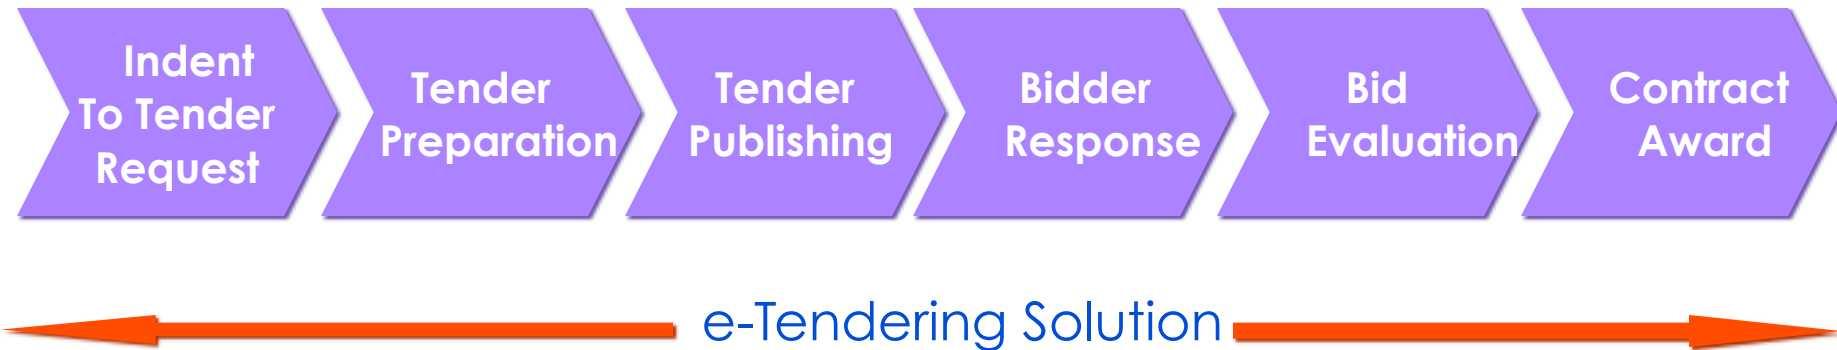 Indent
To Tender
Request
Tender
Preparation
Tender
Publishing
Bidder
Response
Bid
Evaluation
Contract
Award
e-Tendering Solution